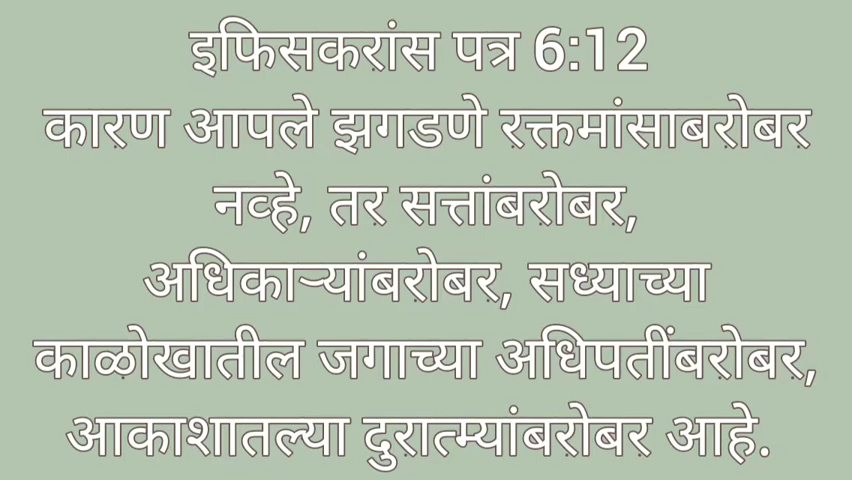 इफिसकरांस पत्र 6:12
कारण आपले झगडणे रक्तमांसाबरोबर
नव्हे, तर सत्तांबरोबर,
अधिकाऱ्यांबरोबर, सध्याच्या
काळोखातील जगाच्या अधिपतींबरोबर,
आकाशातल्या दुरात्म्यांबरोबर आहे.